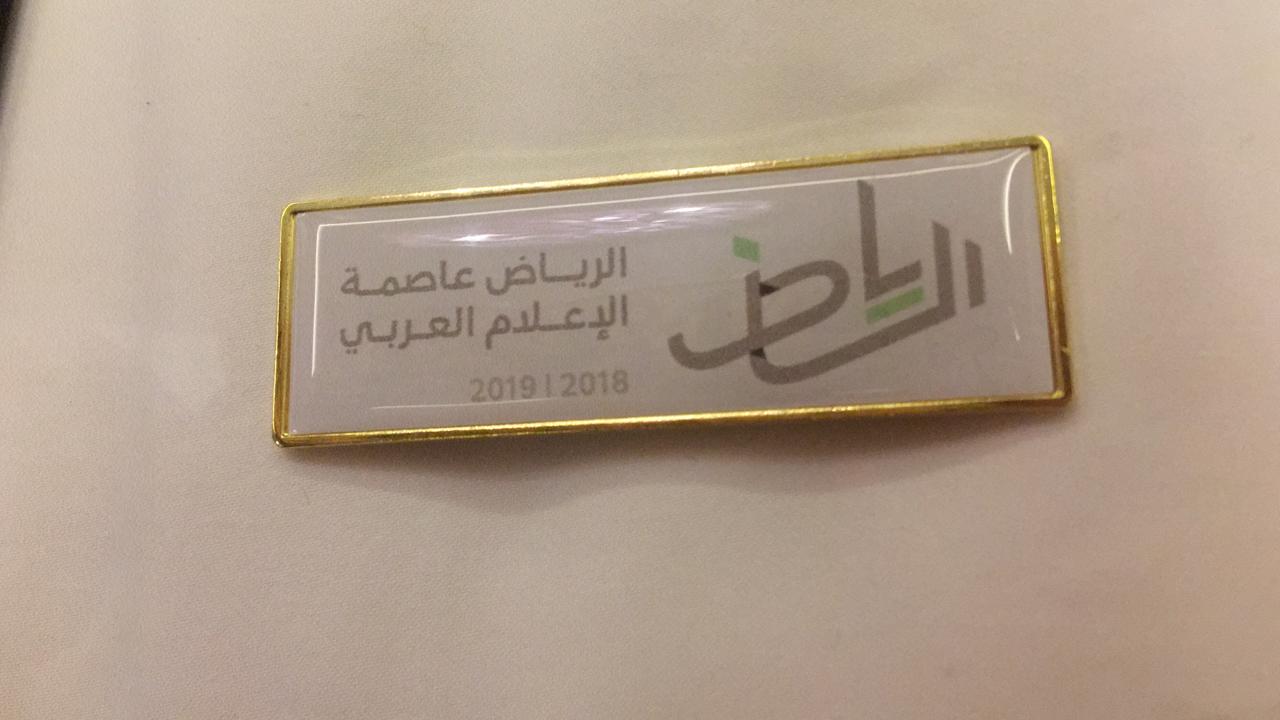 الرياض
الرياض عاصمة
الإعلام العربي
2018 | 2019